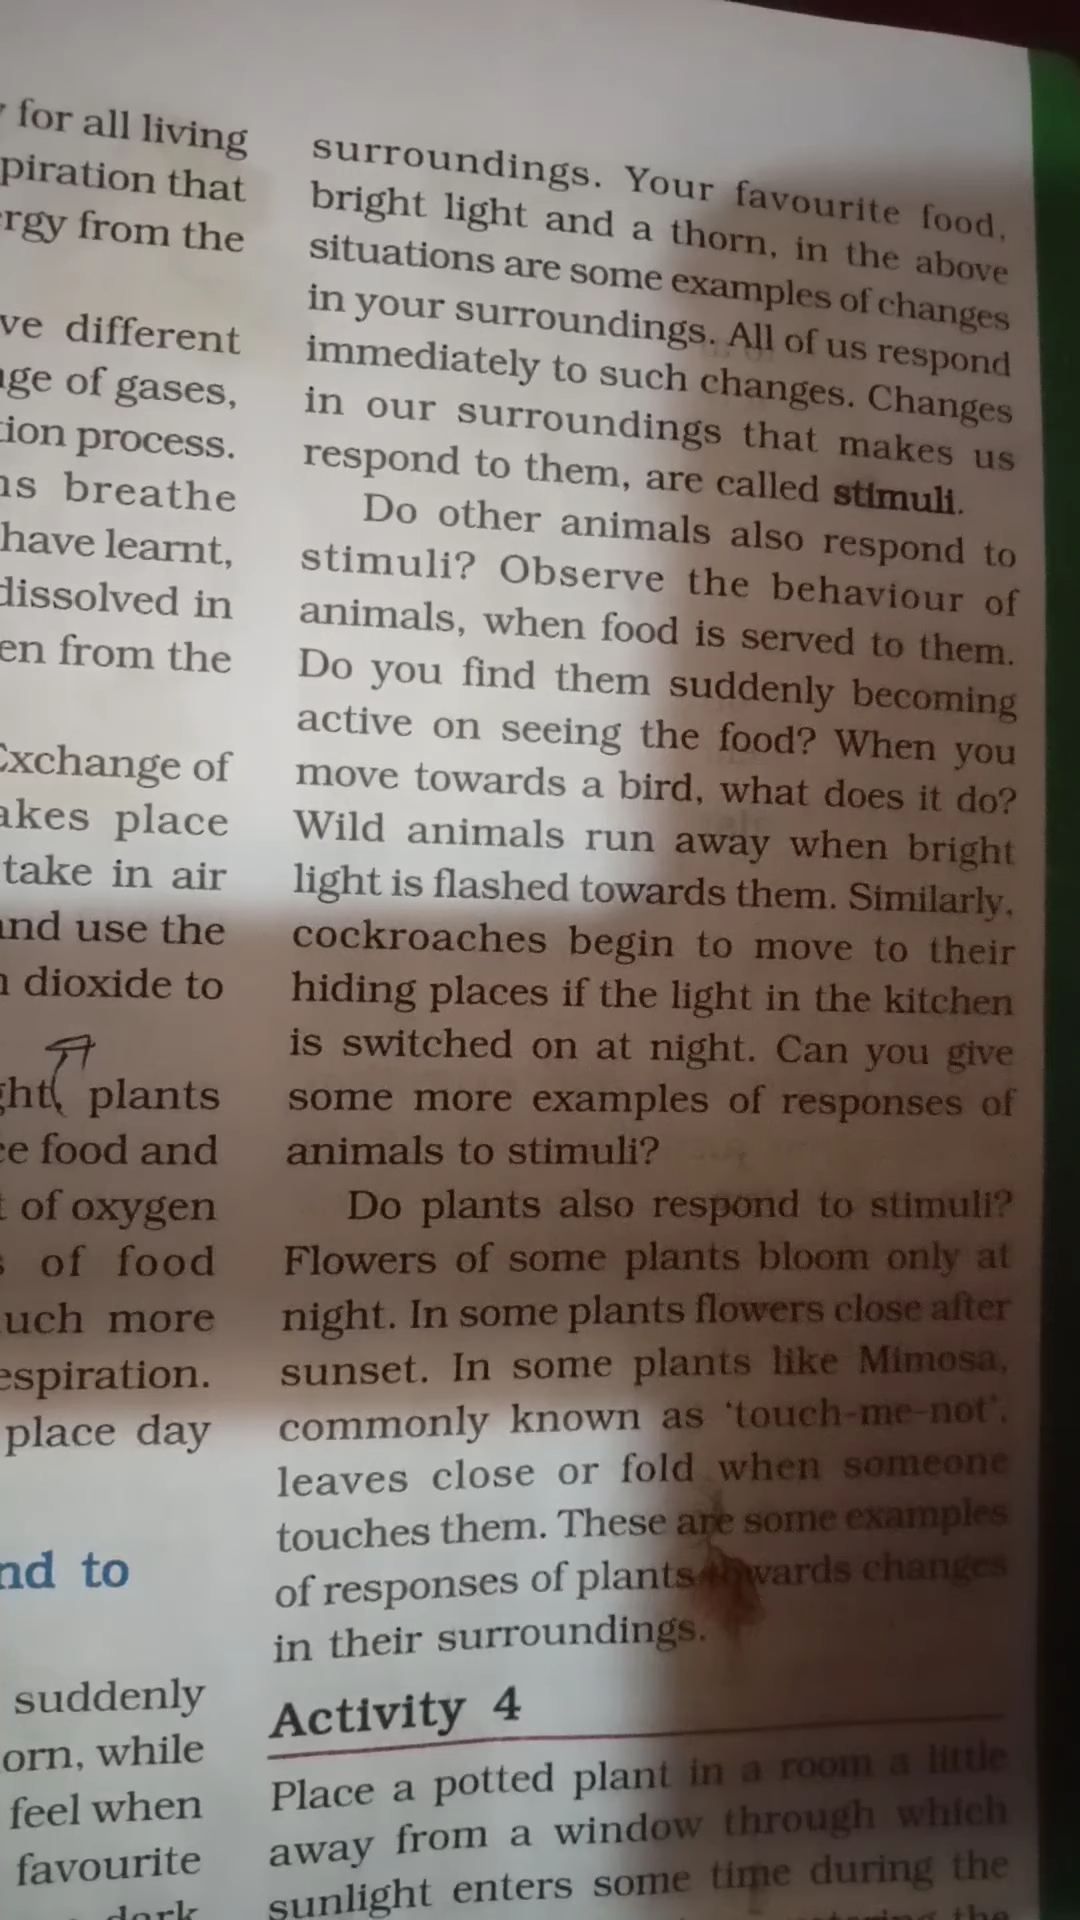 for all living
piration that
rgy from the
ve different
ge of gases,
tion process.
ns breathe
have learnt,
dissolved in
en from the
Exchange of
akes place
take in air
and use the
n dioxide to
ght, plants
ce food and
t of oxygen
s of food
uch more
espiration.
place day
nd to
suddenly
orn, while
feel when
favourite
dark
surroundings. Your favourite food,
bright light and a thorn, in the above
situations are some examples of changes
in your surroundings. All of us respond
immediately to such changes. Changes
in our surroundings that makes us
respond to them, are called stimuli.
Do other animals also respond to
stimuli? Observe the behaviour of
animals, when food is served to them.
Do you find them suddenly becoming
active on seeing the food? When you
move towards a bird, what does it do?
Wild animals run away when bright
light is flashed towards them. Similarly,
cockroaches begin to move to their
hiding places if the light in the kitchen
is switched on at night. Can you give
some more examples of responses of
animals to stimuli?
Do plants also respond to stimuli?
Flowers of some plants bloom only at
night. In some plants flowers close after
sunset. In some plants like Mimosa,
commonly known as 'touch-me-not',
leaves close or fold when someone
touches them. These are some examples
of responses of plants towards changes
in their surroundings.
Activity 4
Place a potted plant in a room a little
away from a window through which
sunlight enters some time during the
the